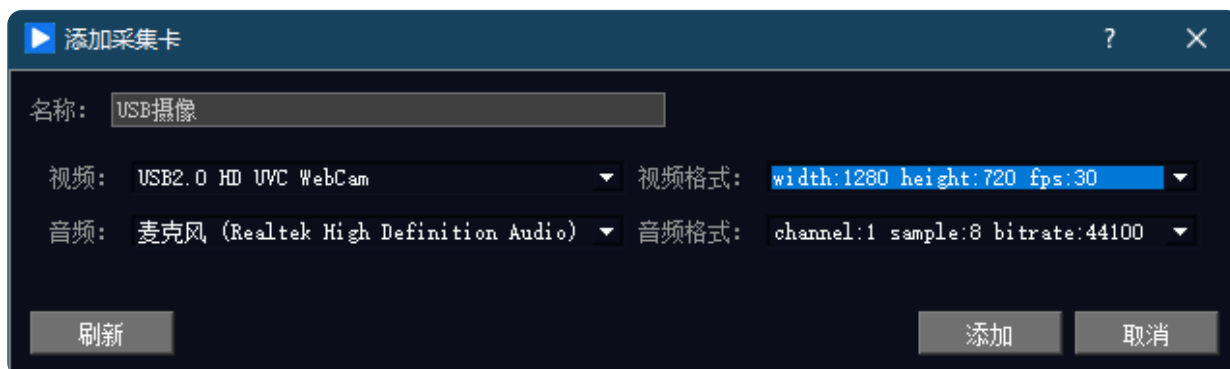 添加采集卡 ? ×
名称: USB摄像
视频: USB2.0 HD UVC WebCam 视频格式: width:1280 height:720 fps:30
音频: 麦克风 (Realtek High Definition Audio) 音频格式: channel:1 sample:8 bitrate:44100
刷新 添加 取消